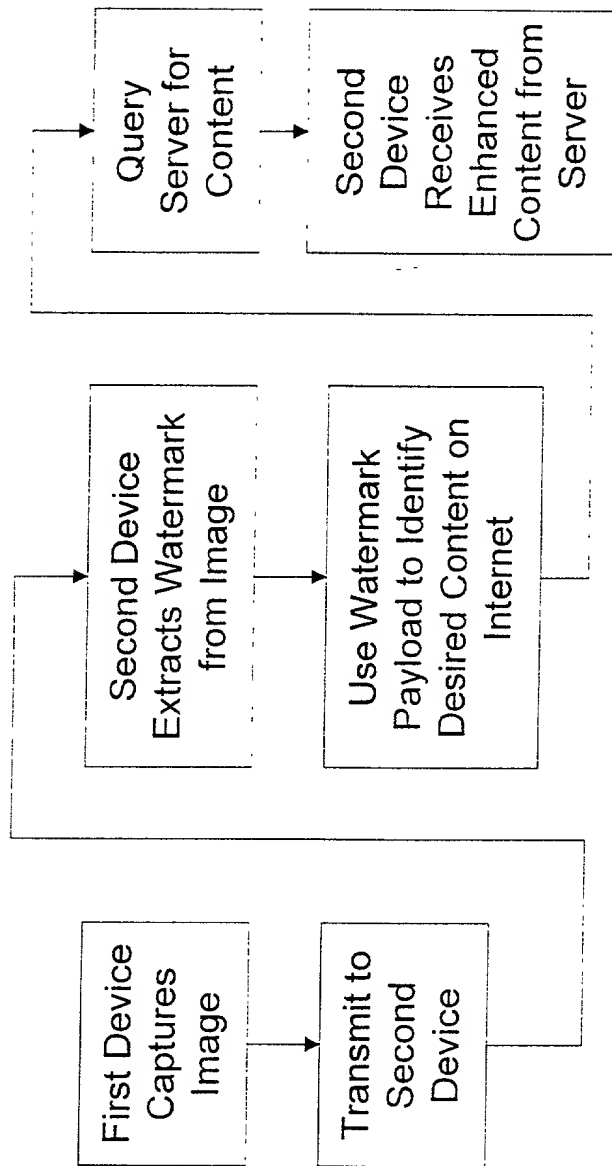 First Device
Captures
Image
Transmit to
Second
Device
Second Device
Extracts Watermark
from Image
Use Watermark
Payload to Identify
Desired Content on
Internet
Query
Server for
Content
Second
Device
Receives
Enhanced
Content from
Server